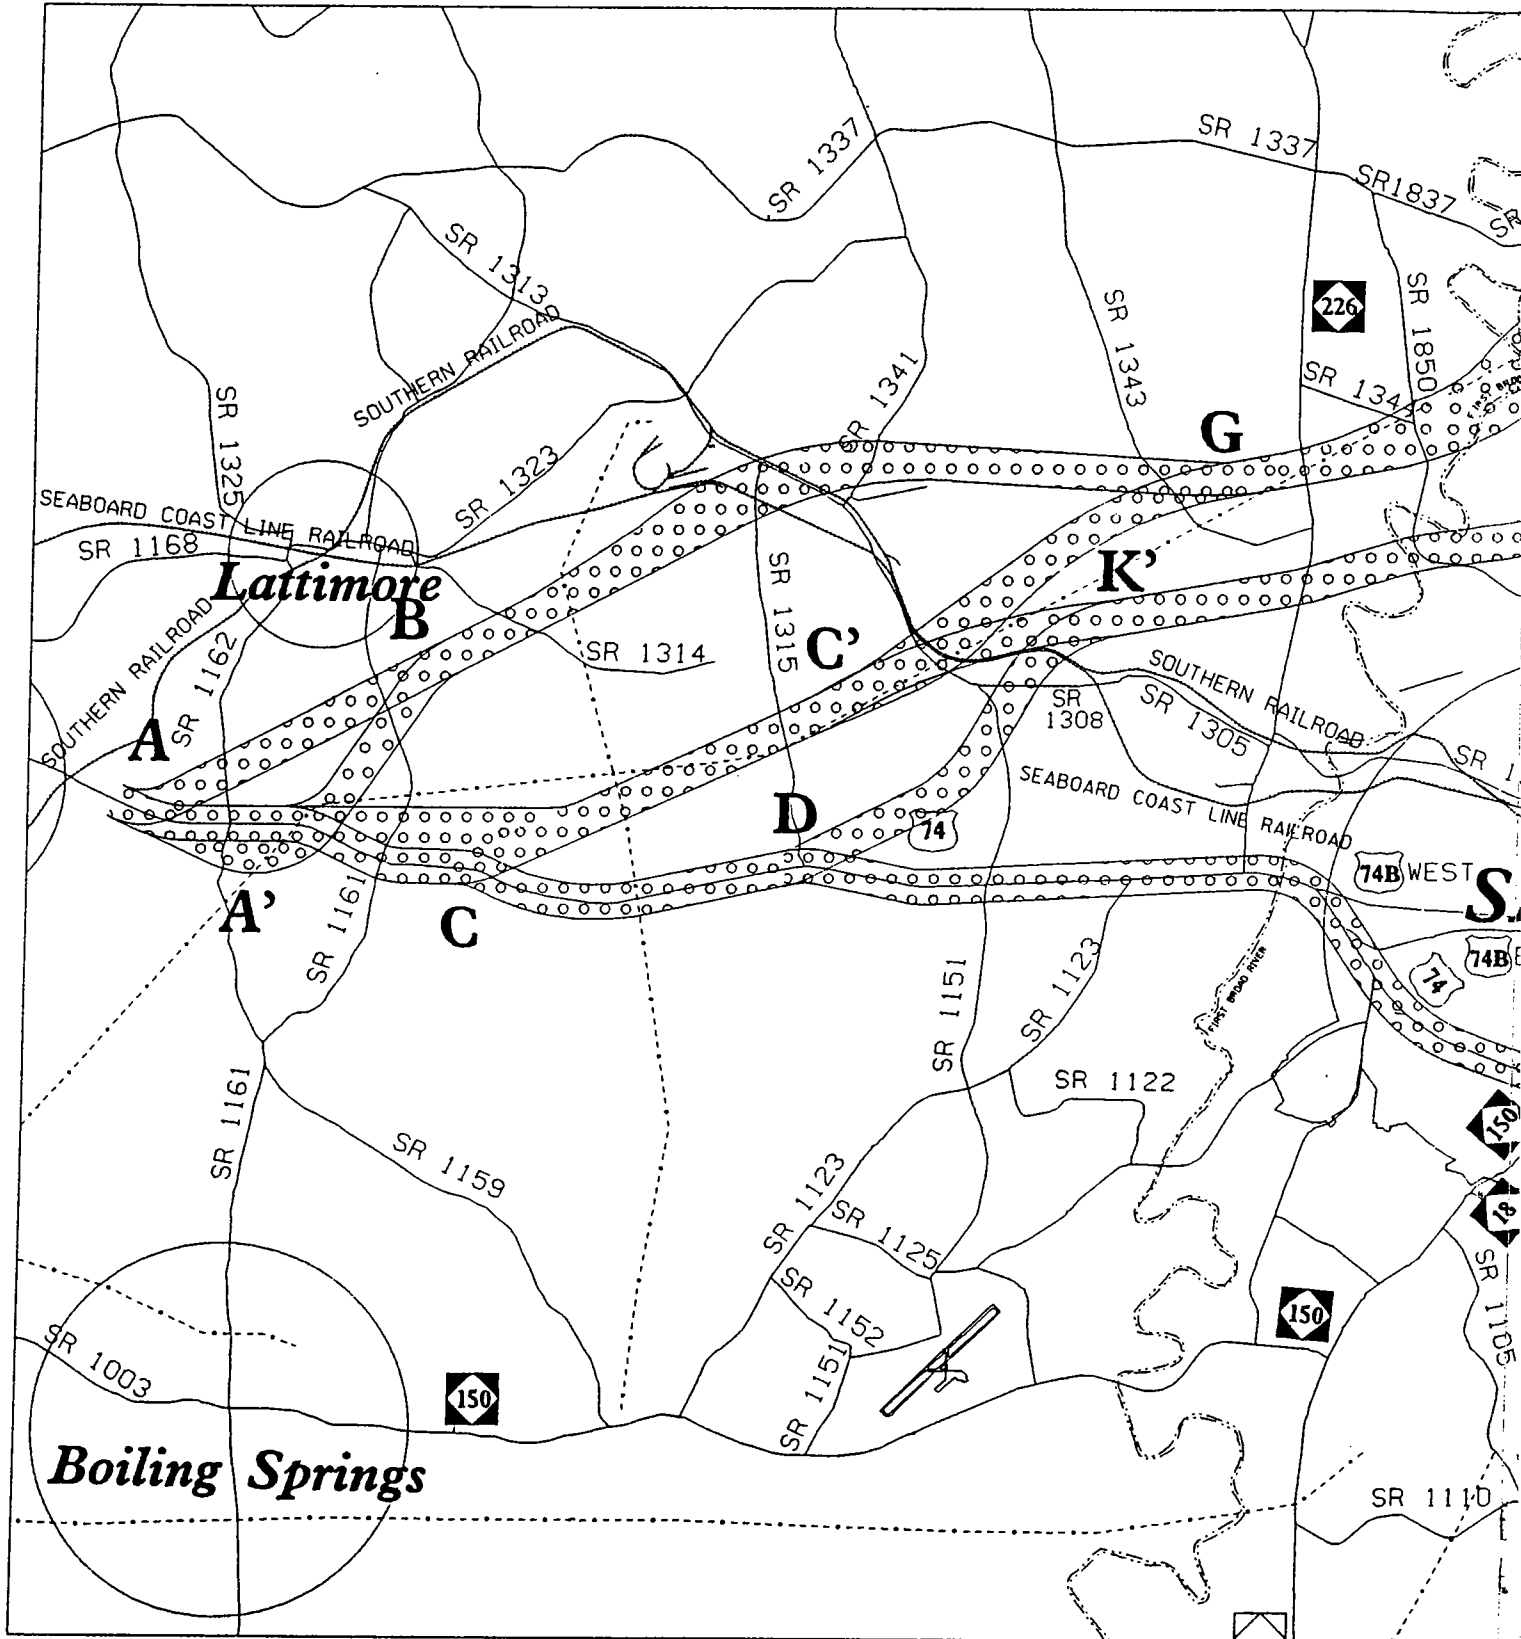 SR 1337
SR 1337
SR1837
SR
SR 1313
226
SR 1850
SR 1343
SOUTHERN RAILROAD
SR 1341
SR 134
SR 1325
G
SR 1323
SEABOARD COAST LINE RAILROAD
SR 1168
Lattimore
B
SR 1315
K'
SR 1314
C'
SOUTHERN RAILROAD
SR 1162
A
SOUTHERN RAILROAD
SR 1308
SR 1305
SR 1
SEABOARD COAST LINE RAILROAD
D
74
74B WEST
S
A'
C
SR 1161
74B E
74
FIRST BROAD RIVER
SR 1151
SR 1123
SR 1161
SR 1122
150
SR 1159
SR 1123
SR 1125
18
SR 1105
SR 1152
150
SR 1151
SR 1003
150
Boiling Springs
SR 1110